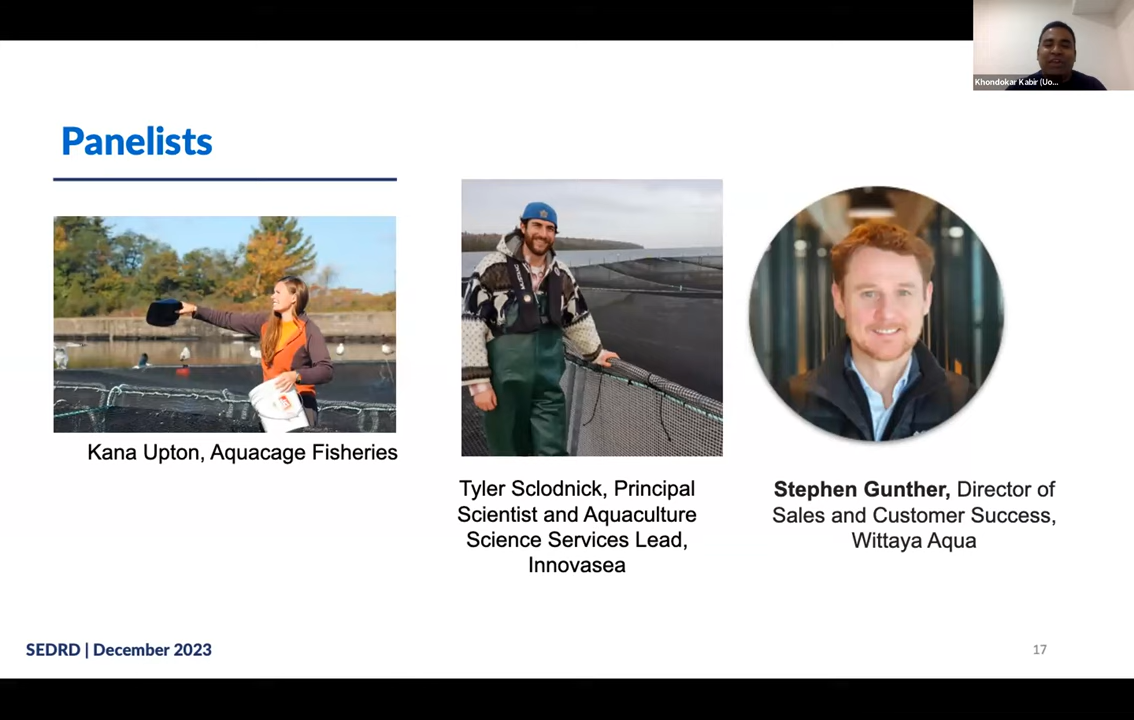 Khondokar Kabir (Uo...
Panelists
Kana Upton, Aquacage Fisheries
Tyler Sclodnick, Principal
Scientist and Aquaculture
Science Services Lead,
Innovasea
Stephen Gunther, Director of
Sales and Customer Success,
Wittaya Aqua
SEDRD | December 2023
17